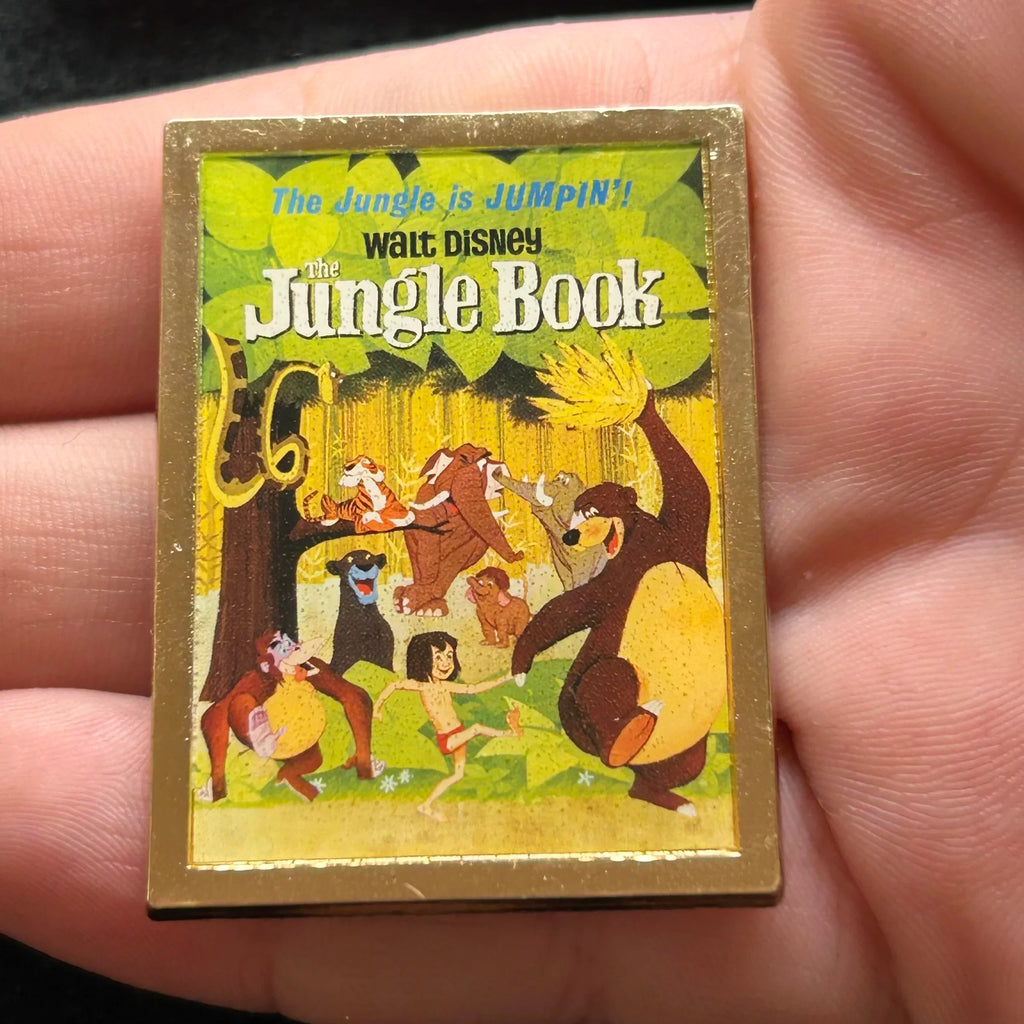 The Jungle is JUMPIN'!
WALT DiSNEY
The
Jungle Book